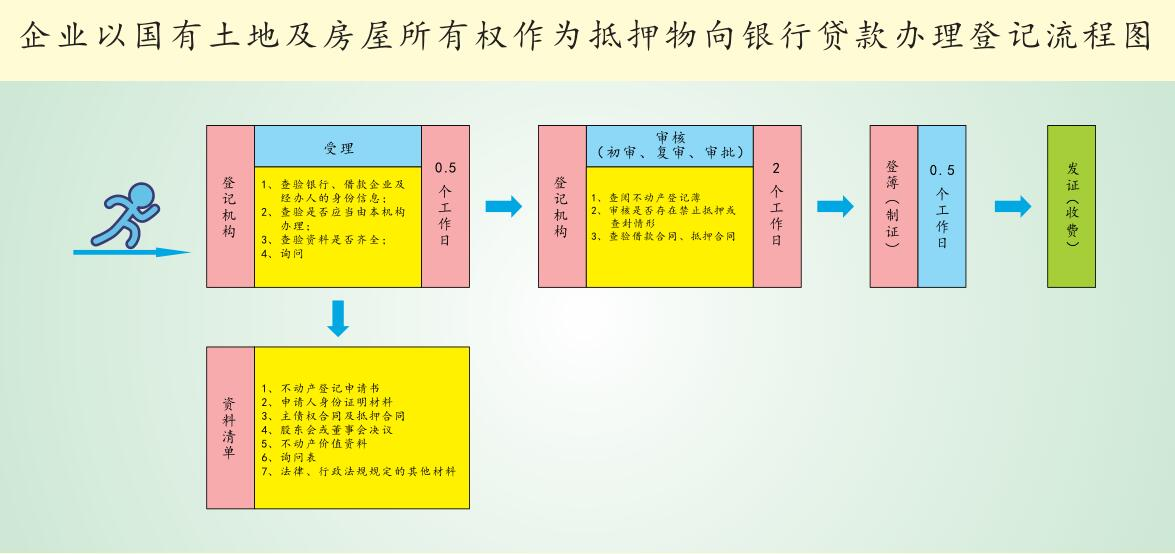 企业以国有土地及房屋所有权作为抵押物向银行贷款办理登记流程图
登记机构
受理
1、查验银行、借款企业及
经办人的身份信息；
2、查验是否应当由本机构
办理；
3、查验资料是否齐全；
4、询问
0.5个工作日
登记机构
审核
（初审、复审、审批）
1、查阅不动产登记薄
2、审核是否存在禁止抵押或
查封情形
3、查验借款合同、抵押合同
2个工作日
登簿（制证）
0.5个工作日
发证（收费）
资料清单
1、不动产登记申请书
2、申请人身份证明材料
3、主债权合同及抵押合同
4、股东会或董事会决议
5、不动产价值资料
6、询问表
7、法律、行政法规规定的其他材料